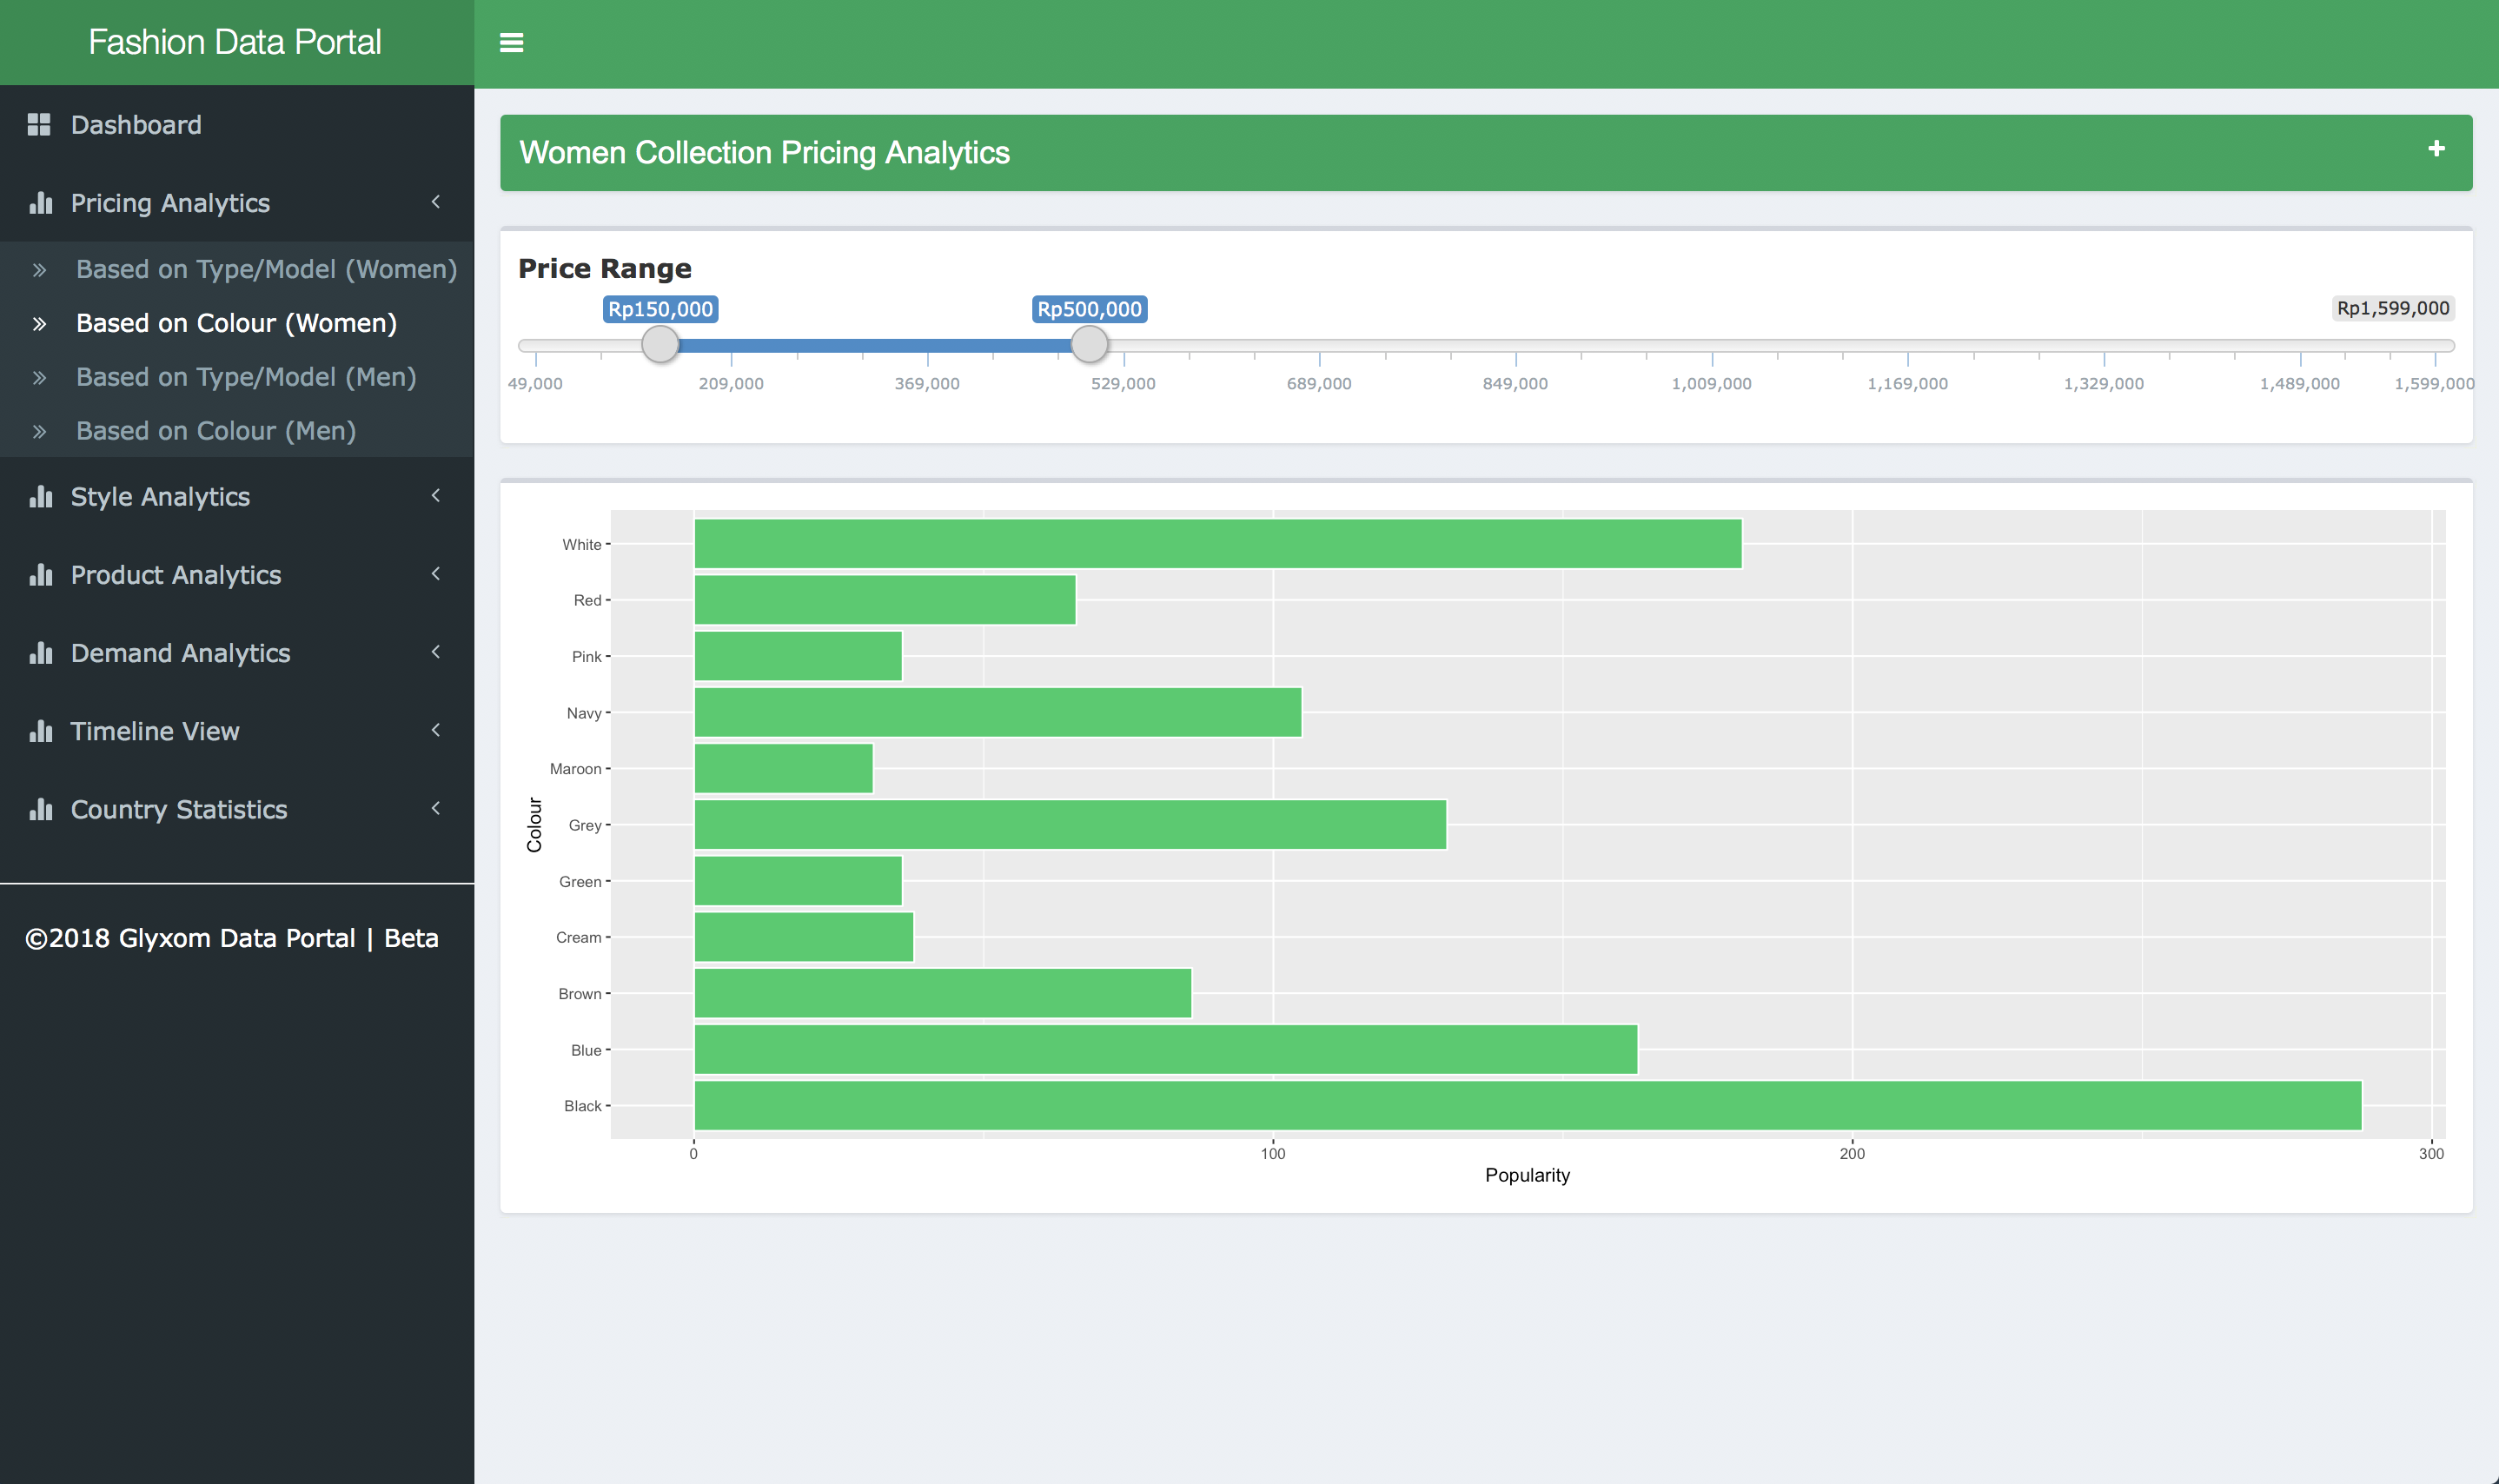 Fashion Data Portal
Dashboard
Pricing Analytics
Based on Type/Model (Women)
Based on Colour (Women)
Based on Type/Model (Men)
Based on Colour (Men)
Style Analytics
Product Analytics
Demand Analytics
Timeline View
Country Statistics
©2018 Glyxom Data Portal | Beta
Women Collection Pricing Analytics
Price Range
Rp150,000 Rp500,000 Rp1,599,000
49,000 209,000 369,000 529,000 689,000 849,000 1,009,000 1,169,000 1,329,000 1,489,000 1,599,000
Colour
White
Red
Pink
Navy
Maroon
Grey
Green
Cream
Brown
Blue
Black
0 100 200 300
Popularity